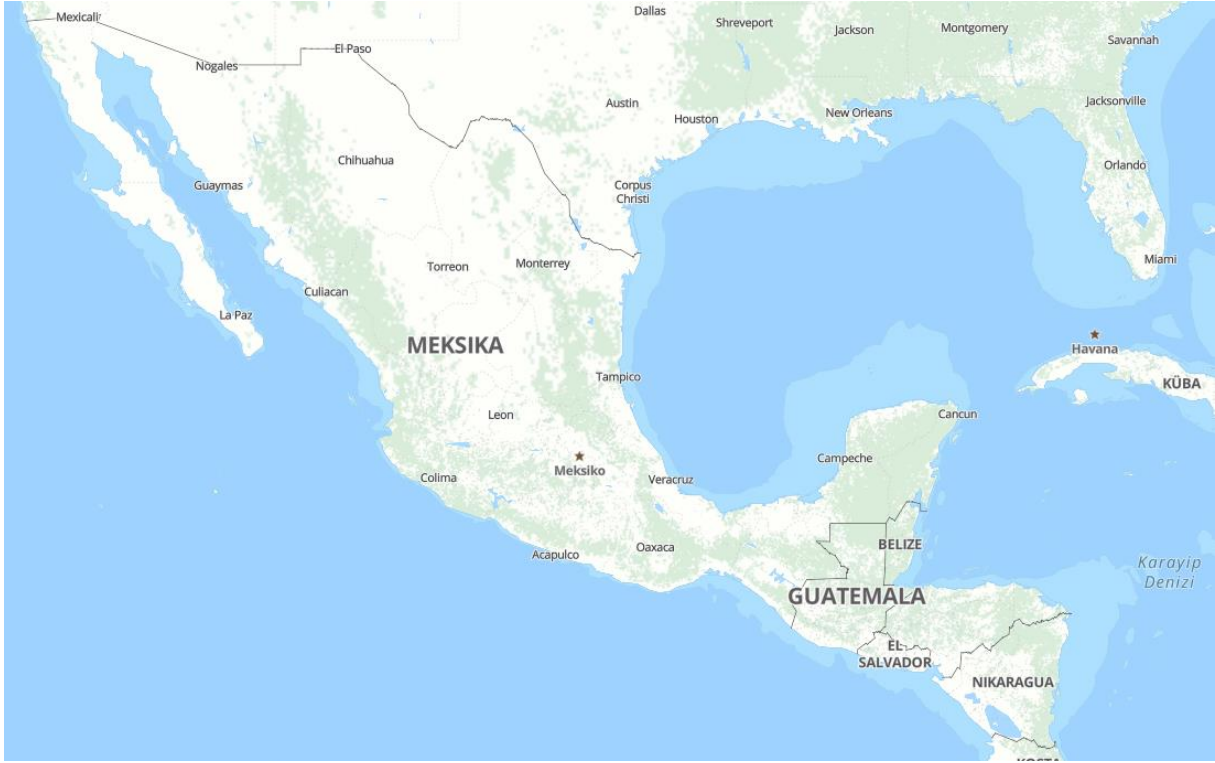 Mexicali
Dallas
Shreveport
Jackson
Montgomery
Savannah
El Paso
Nogales
Austin
Houston
New Orleans
Jacksonville
Chihuahua
Orlando
Guaymas
Corpus
Christi
Torreon
Monterrey
Miami
Culiacan
La Paz
MEKSIKA
Havana
KÜBA
Tampico
Leon
Cancun
Meksiko
Campeche
Colima
Veracruz
Acapulco
Oaxaca
BELIZE
Karayip
Denizi
GUATEMALA
EL
SALVADOR
NIKARAGUA